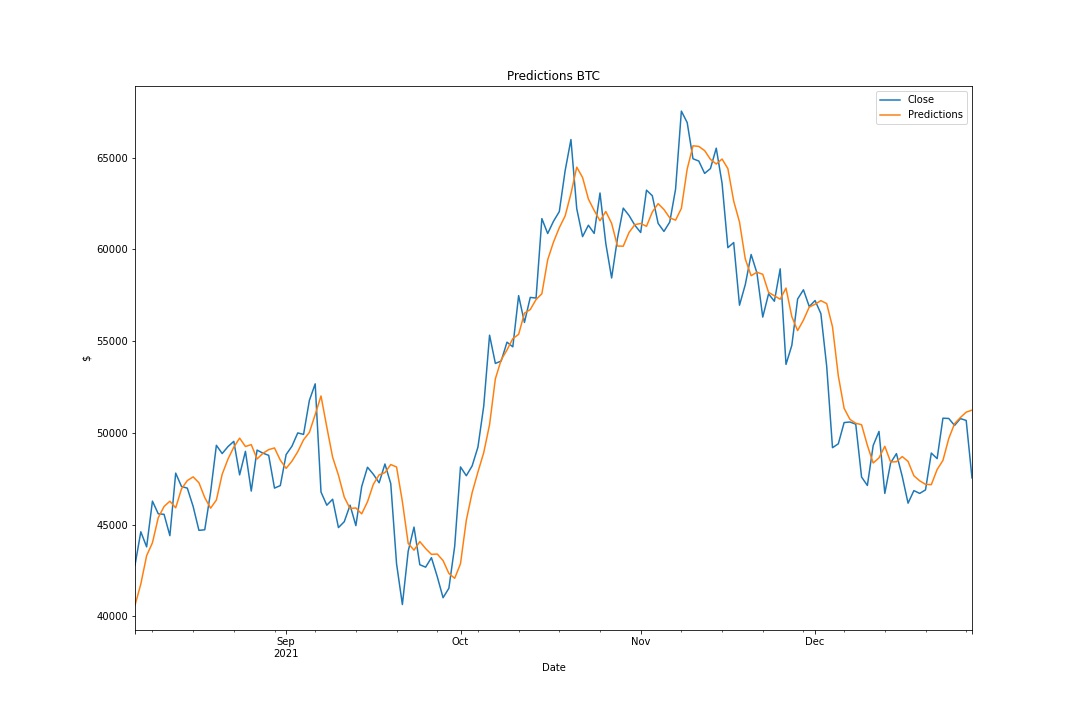 Predictions BTC
Close
Predictions
65000
60000
55000
50000
45000
40000
$
Sep
2021
Oct
Nov
Dec
Date